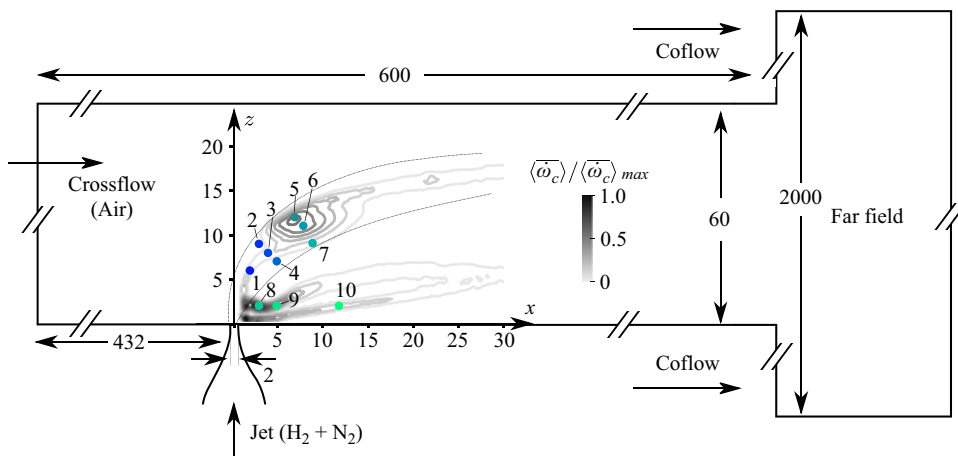 Coflow
600
z
20
Crossflow
(Air)
15
10
5
5
6
3
2
7
4
1
8
9
10
⟨ω̇_c⟩/⟨ω̇_c⟩ max
1.0
0.5
0
60
2000
Far field
x
5 10 15 20 25 30
432
2
Coflow
Jet (H₂ + N₂)